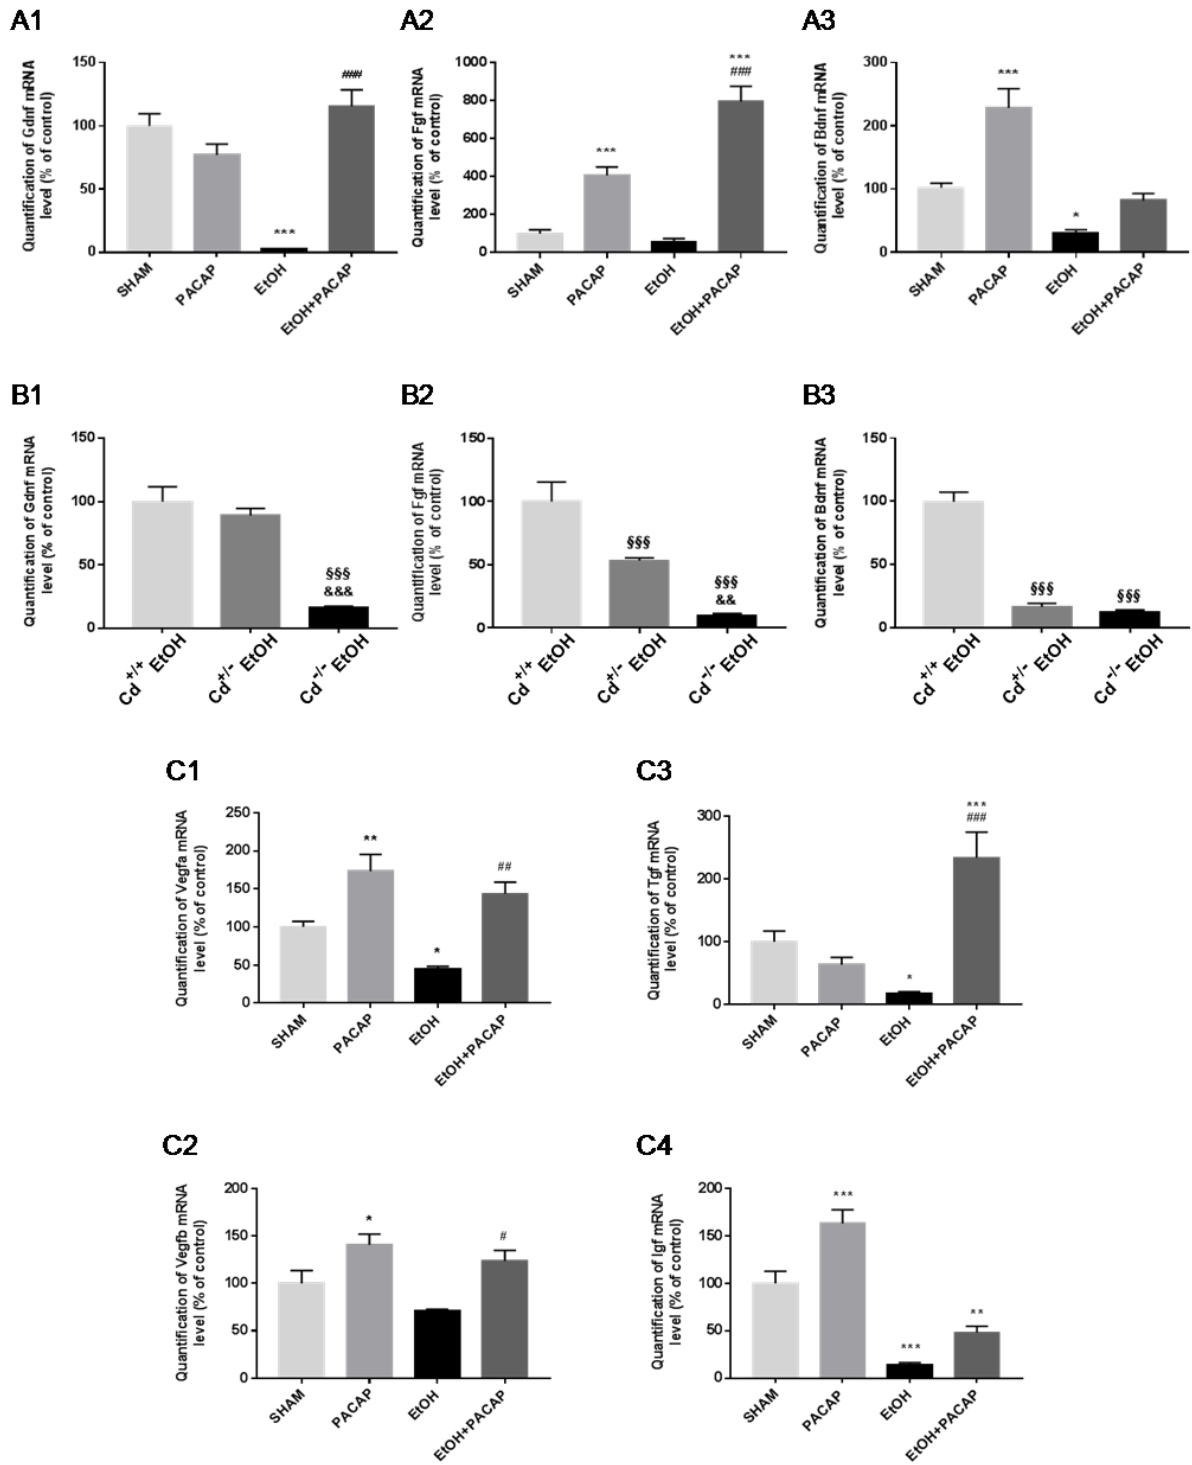 A1
A2
A3
Quantification of Gdnf mRNA
level (% of control)
150
100
50
0
###
***
SHAM
PACAP
EtOH
EtOH+PACAP
Quantification of Fgf mRNA
level (% of control)
1000
800
600
400
200
0
***
***
###
SHAM
PACAP
EtOH
EtOH+PACAP
Quantification of Bdnf mRNA
level (% of control)
300
200
100
0
***
*
SHAM
PACAP
EtOH
EtOH+PACAP
B1
B2
B3
Quantification of Gdnf mRNA
level (% of control)
150
100
50
0
§§§
&&&
Cd+/+ EtOH
Cd+/- EtOH
Cd-/- EtOH
Quantification of Fgf mRNA
level (% of control)
150
100
50
0
§§§
§§§
&&
Cd+/+ EtOH
Cd+/- EtOH
Cd-/- EtOH
Quantification of Bdnf mRNA
level (% of control)
150
100
50
0
§§§
§§§
Cd+/+ EtOH
Cd+/- EtOH
Cd-/- EtOH
C1
C3
Quantification of Vegfa mRNA
level (% of control)
250
200
150
100
50
0
**
*
##
SHAM
PACAP
EtOH
EtOH+PACAP
Quantification of Tgf mRNA
level (% of control)
300
200
100
0
*
***
###
SHAM
PACAP
EtOH
EtOH+PACAP
C2
C4
Quantification of Vegfb mRNA
level (% of control)
200
150
100
50
0
*
#
SHAM
PACAP
EtOH
EtOH+PACAP
Quantification of Igf mRNA
level (% of control)
200
150
100
50
0
***
***
**
SHAM
PACAP
EtOH
EtOH+PACAP